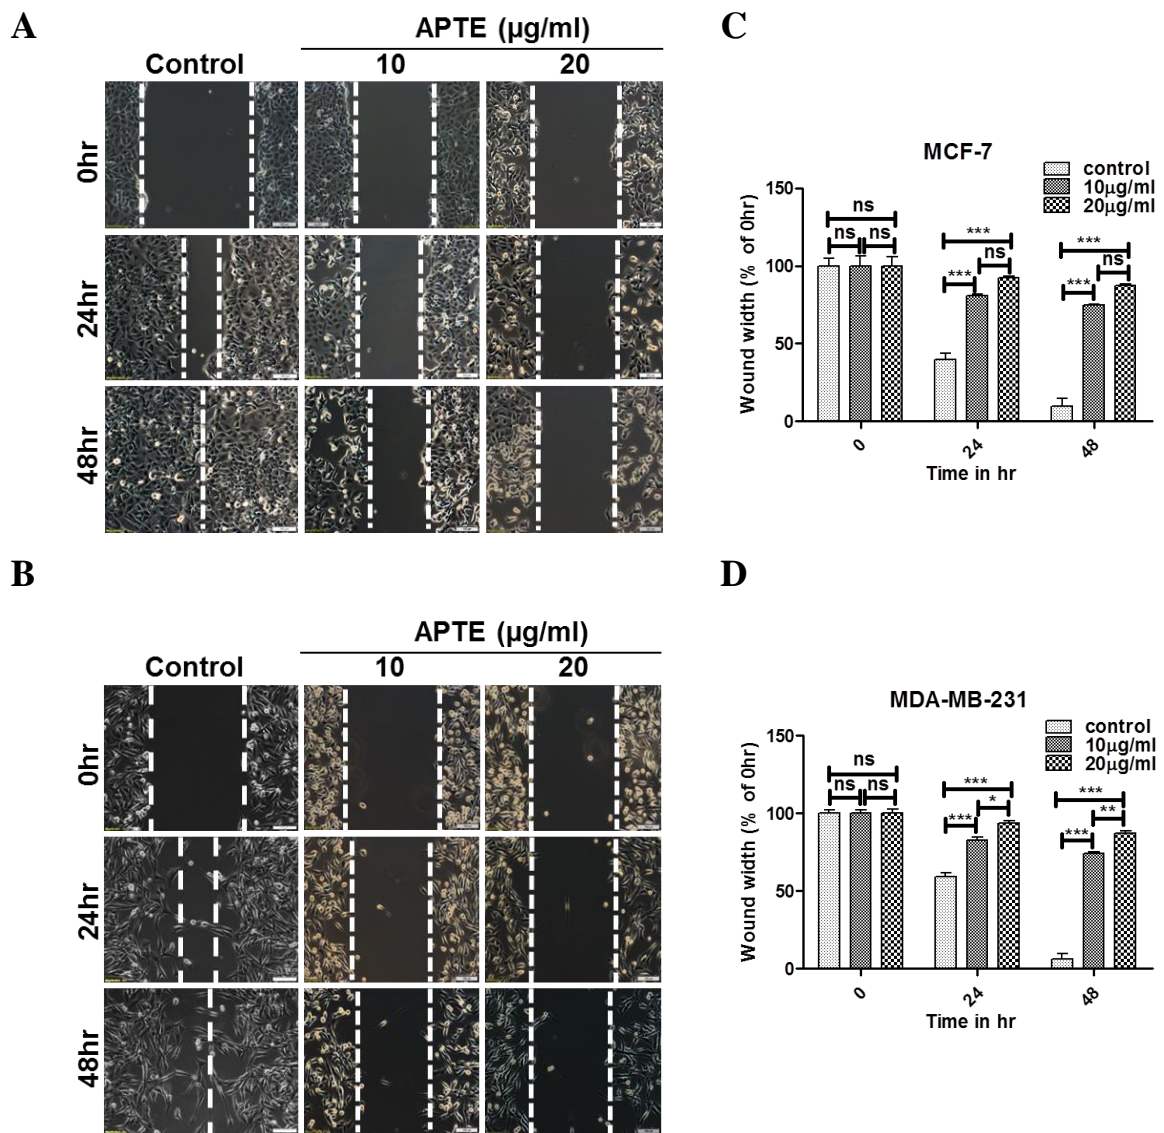 A
APTE (µg/ml)
Control
10
20
0hr
24hr
48hr
C
MCF-7
control
10µg/ml
20µg/ml
Wound width (% of 0hr)
150
100
50
0
ns
ns
ns
***
***
ns
***
***
ns
0
24
48
Time in hr
B
APTE (µg/ml)
Control
10
20
0hr
24hr
48hr
D
MDA-MB-231
control
10µg/ml
20µg/ml
Wound width (% of 0hr)
150
100
50
0
ns
ns
ns
***
***
*
***
***
**
0
24
48
Time in hr